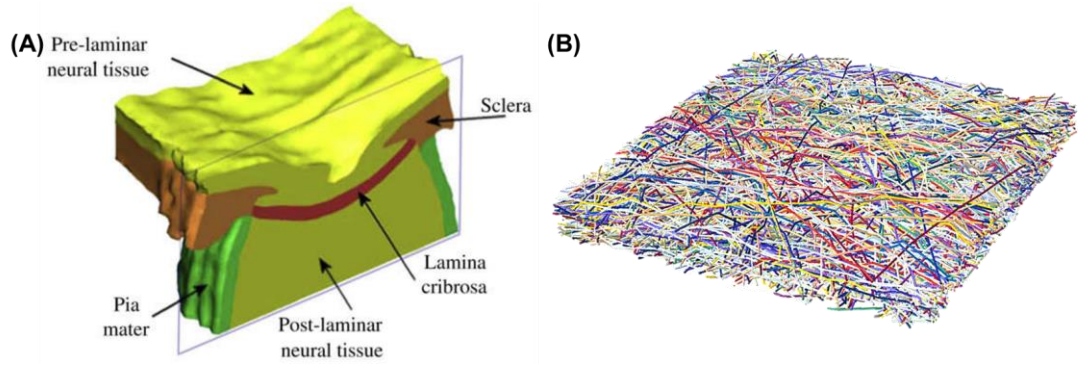 (A)
Pre-laminar
neural tissue
Sclera
Lamina
cribrosa
Pia
mater
Post-laminar
neural tissue
(B)